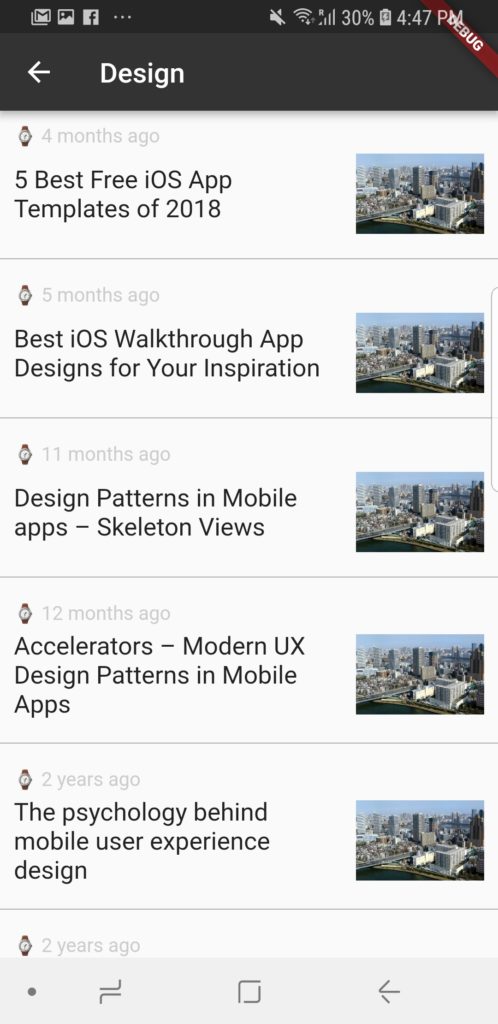 30% 4:47 PM
DEBUG
Design
4 months ago
5 Best Free iOS App
Templates of 2018
5 months ago
Best iOS Walkthrough App
Designs for Your Inspiration
11 months ago
Design Patterns in Mobile
apps – Skeleton Views
12 months ago
Accelerators – Modern UX
Design Patterns in Mobile
Apps
2 years ago
The psychology behind
mobile user experience
design
2 years ago